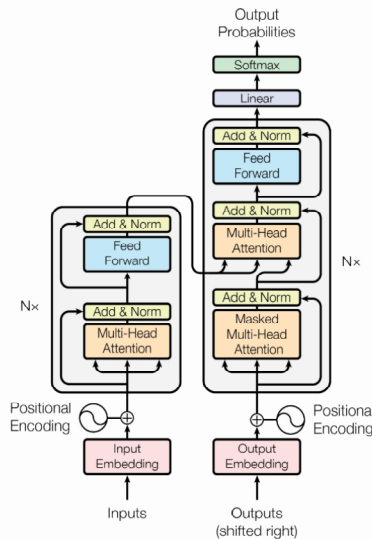 Output
Probabilities
Softmax
Linear
Add & Norm
Feed
Forward
Add & Norm
Multi-Head
Attention
Nx
Add & Norm
Masked
Multi-Head
Attention
Add & Norm
Feed
Forward
Nx
Add & Norm
Multi-Head
Attention
Positional
Encoding
Input
Embedding
Inputs
Positional
Encoding
Output
Embedding
Outputs
(shifted right)